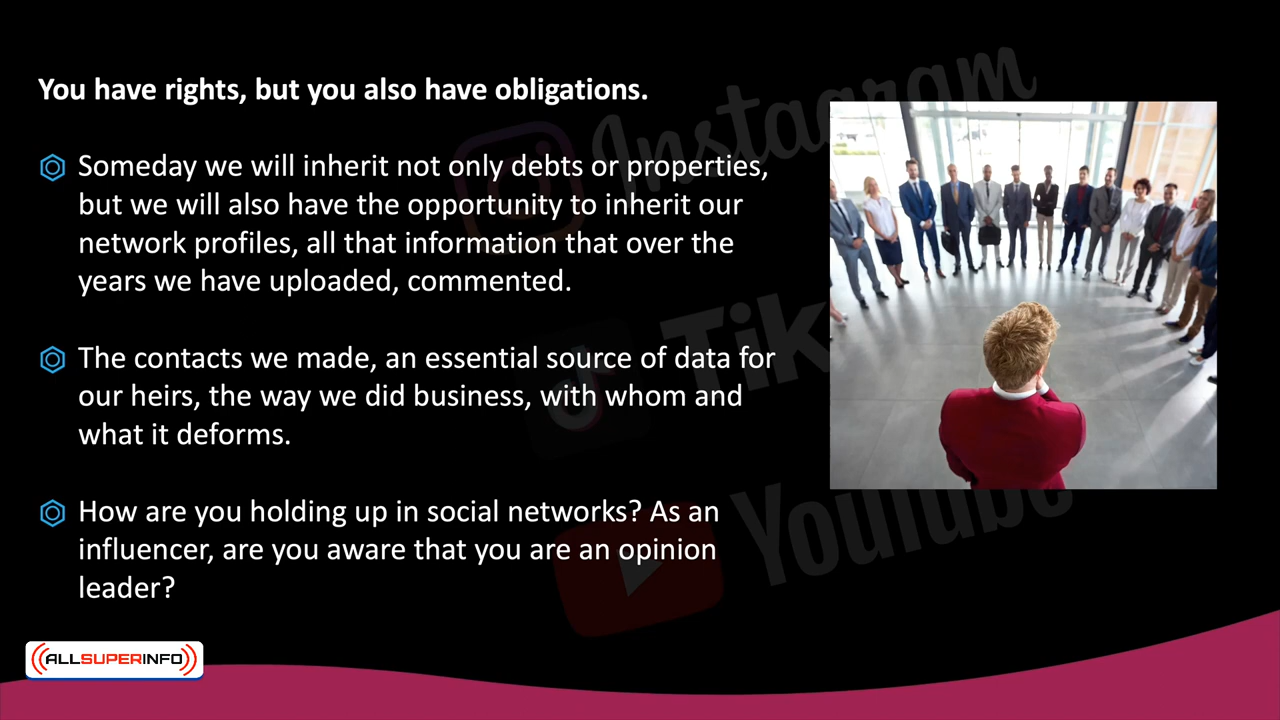 You have rights, but you also have obligations.
Someday we will inherit not only debts or properties,
but we will also have the opportunity to inherit our
network profiles, all that information that over the
years we have uploaded, commented.
The contacts we made, an essential source of data for
our heirs, the way we did business, with whom and
what it deforms.
How are you holding up in social networks? As an
influencer, are you aware that you are an opinion
leader?
Instagram
Tik
Youtube
ALLSUPERINFO